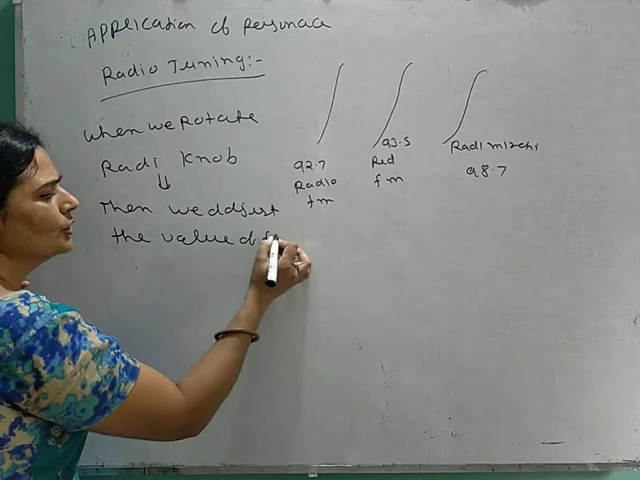 Application of Resonace
Radio Tuning:-
When we Rotate
Radi Knob
Then we adjust
the value of
92.7
Radio
fm
93.5
Red
fm
Radi mirchi
98.7